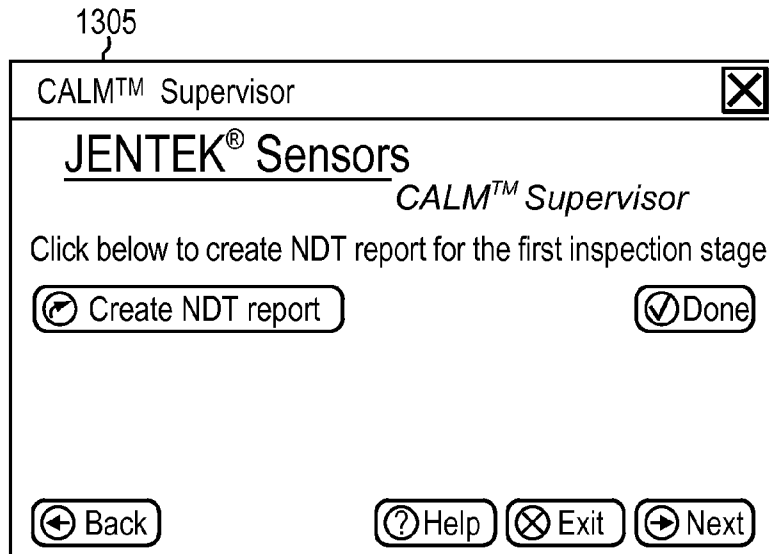 1305
CALM™ Supervisor
JENTEK® Sensors
CALM™ Supervisor
Click below to create NDT report for the first inspection stage
Create NDT report
Done
Back
Help
Exit
Next